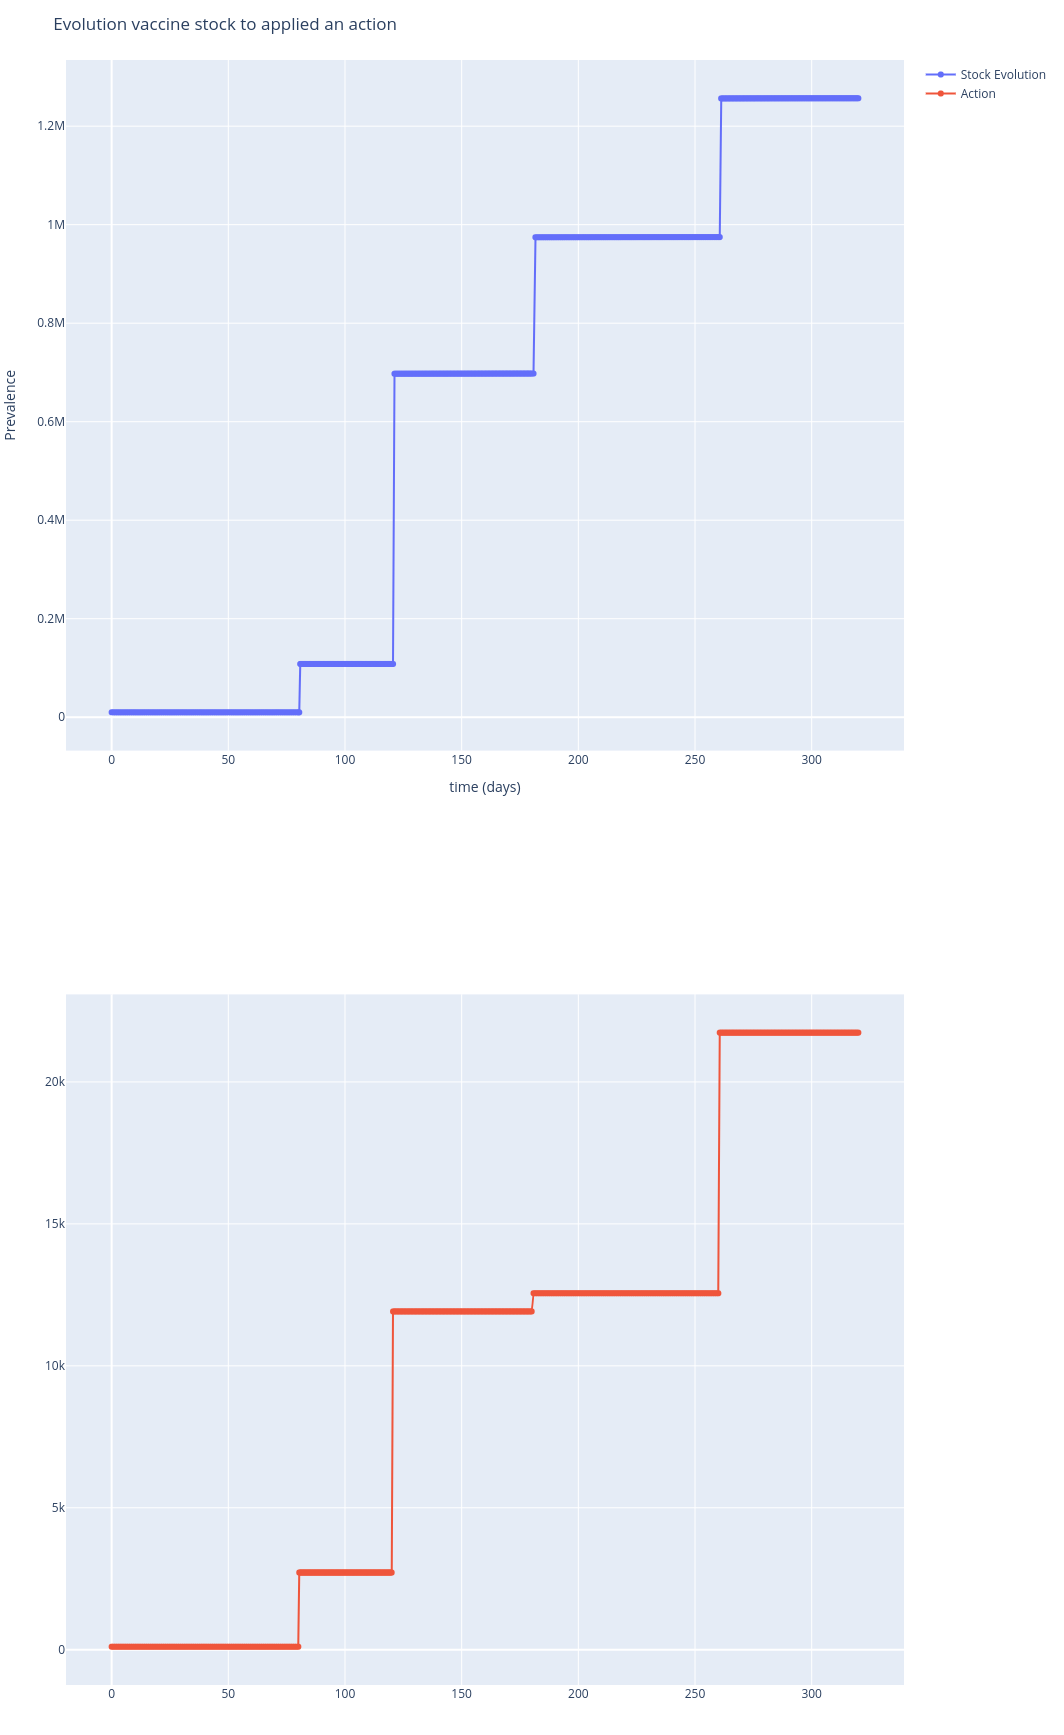 Evolution vaccine stock to applied an action
Stock Evolution
Action
1.2M
1M
0.8M
0.6M
0.4M
0.2M
0
Prevalence
0 50 100 150 200 250 300
time (days)
20k
15k
10k
5k
0
0 50 100 150 200 250 300